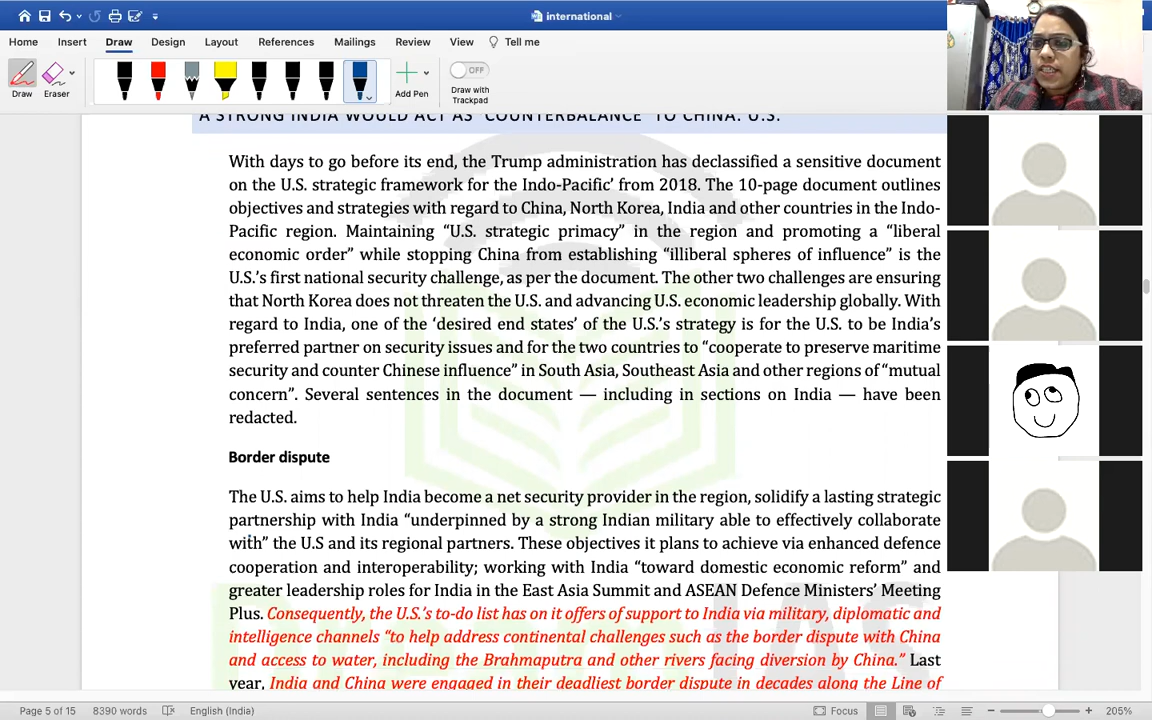 international
Home Insert Draw Design Layout References Mailings Review View Tell me
OFF
Draw Eraser Add Pen Draw with Trackpad
A STRONG INDIA WOULD ACT AS 'COUNTERBALANCE' TO CHINA: U.S.
With days to go before its end, the Trump administration has declassified a sensitive document
on the U.S. strategic framework for the Indo-Pacific’ from 2018. The 10-page document outlines
objectives and strategies with regard to China, North Korea, India and other countries in the Indo-
Pacific region. Maintaining “U.S. strategic primacy” in the region and promoting a “liberal
economic order” while stopping China from establishing “illiberal spheres of influence” is the
U.S.’s first national security challenge, as per the document. The other two challenges are ensuring
that North Korea does not threaten the U.S. and advancing U.S. economic leadership globally. With
regard to India, one of the ‘desired end states’ of the U.S.’s strategy is for the U.S. to be India’s
preferred partner on security issues and for the two countries to “cooperate to preserve maritime
security and counter Chinese influence” in South Asia, Southeast Asia and other regions of “mutual
concern”. Several sentences in the document — including in sections on India — have been
redacted.
Border dispute
The U.S. aims to help India become a net security provider in the region, solidify a lasting strategic
partnership with India “underpinned by a strong Indian military able to effectively collaborate
with” the U.S and its regional partners. These objectives it plans to achieve via enhanced defence
cooperation and interoperability; working with India “toward domestic economic reform” and
greater leadership roles for India in the East Asia Summit and ASEAN Defence Ministers’ Meeting
Plus. Consequently, the U.S.’s to-do list has on it offers of support to India via military, diplomatic and
intelligence channels “to help address continental challenges such as the border dispute with China
and access to water, including the Brahmaputra and other rivers facing diversion by China.” Last
year, India and China were engaged in their deadliest border dispute in decades along the Line of
Page 5 of 15 8390 words English (India) Focus 205%